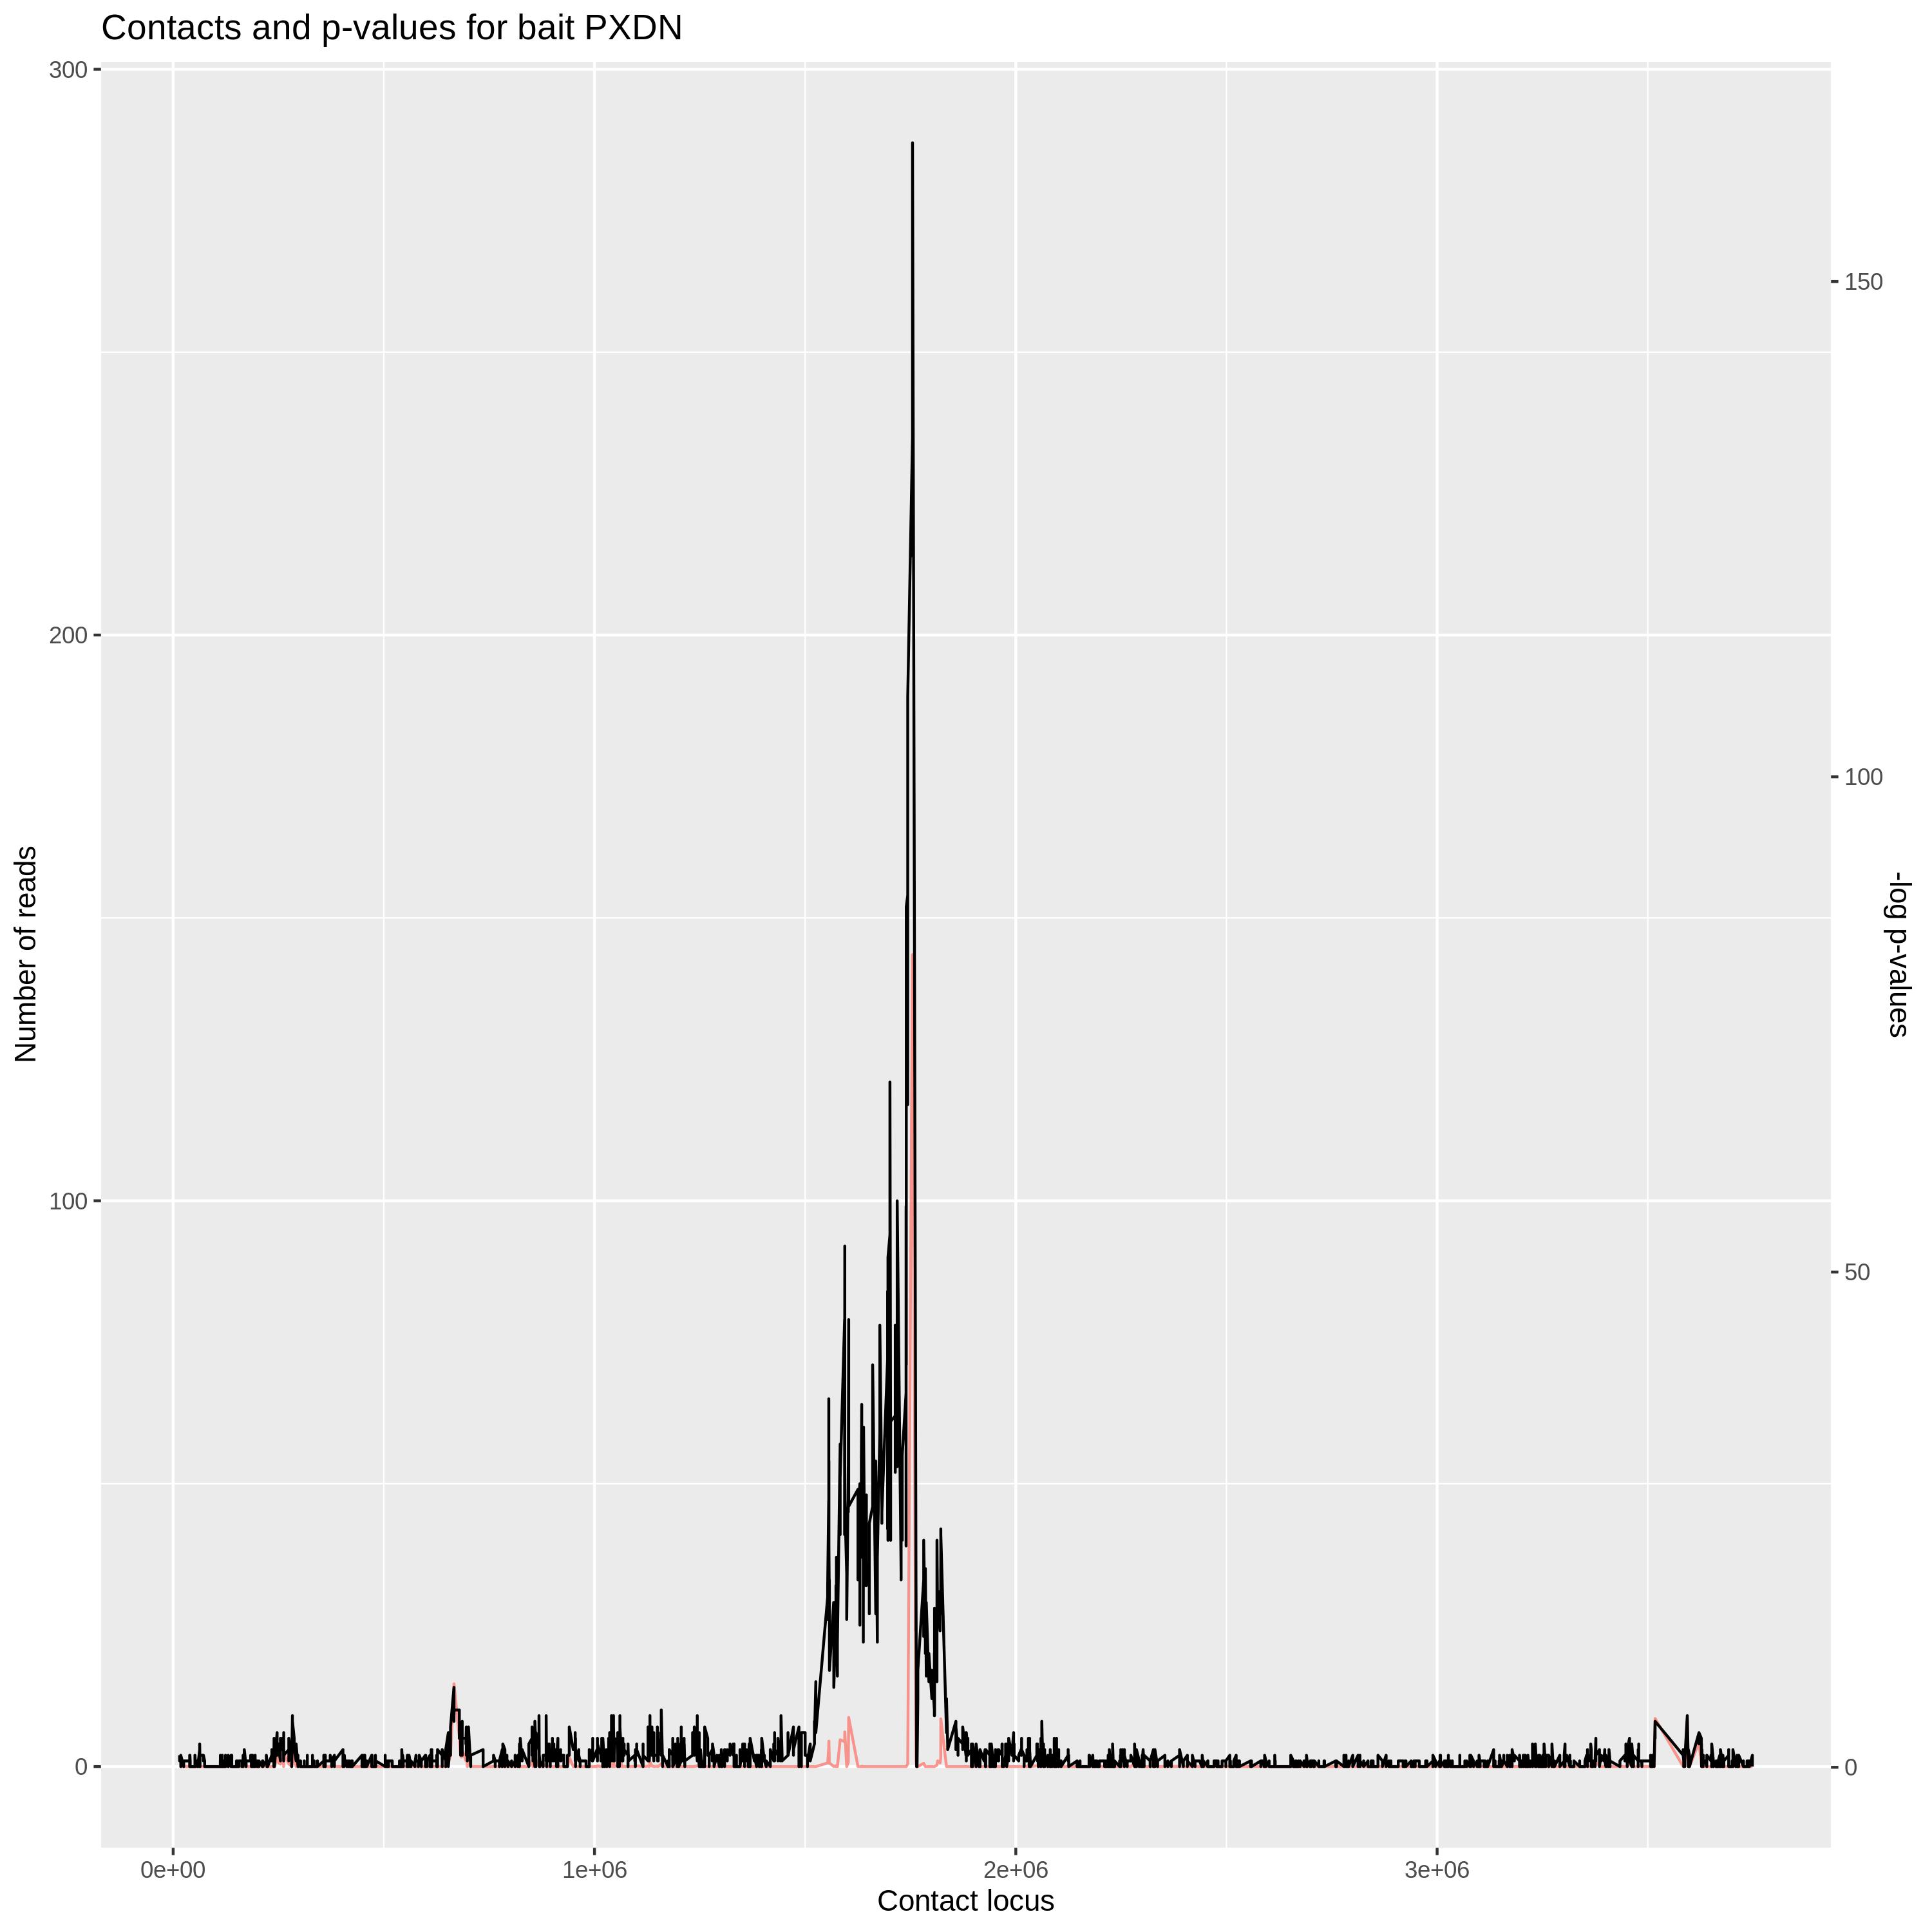 Contacts and p-values for bait PXDN
300
200
100
0
Number of reads
150
100
50
0
-log p-values
0e+00
1e+06
2e+06
3e+06
Contact locus